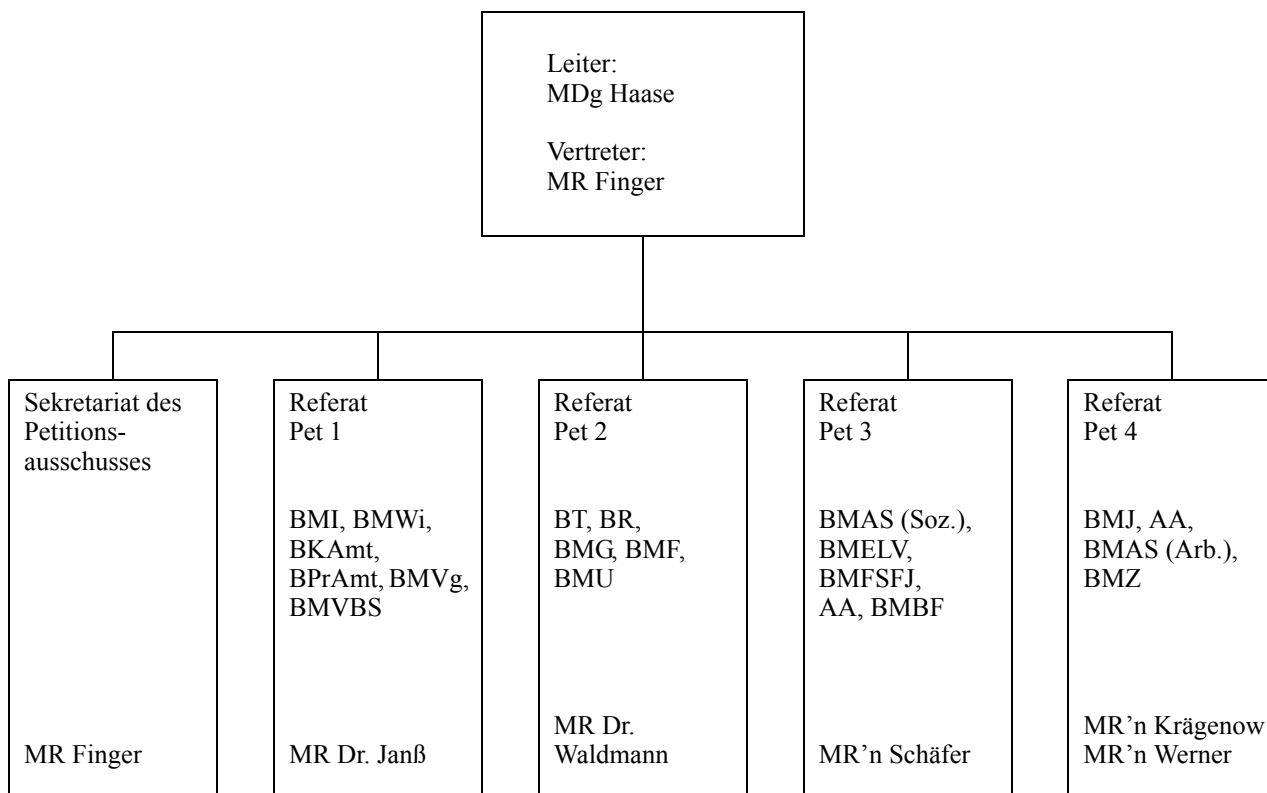 Leiter:
MDg Haase
Vertreter:
MR Finger
Sekretariat des
Petitions-
ausschusses
MR Finger
Referat
Pet 1
BMI, BMWi,
BKAmt,
BPrAmt, BMVg,
BMVBS
MR Dr. Janß
Referat
Pet 2
BT, BR,
BMG, BMF,
BMU
MR Dr.
Waldmann
Referat
Pet 3
BMAS (Soz.),
BMELV,
BMFSFJ,
AA, BMBF
MR’n Schäfer
Referat
Pet 4
BMJ, AA,
BMAS (Arb.),
BMZ
MR’n Krägenow
MR’n Werner